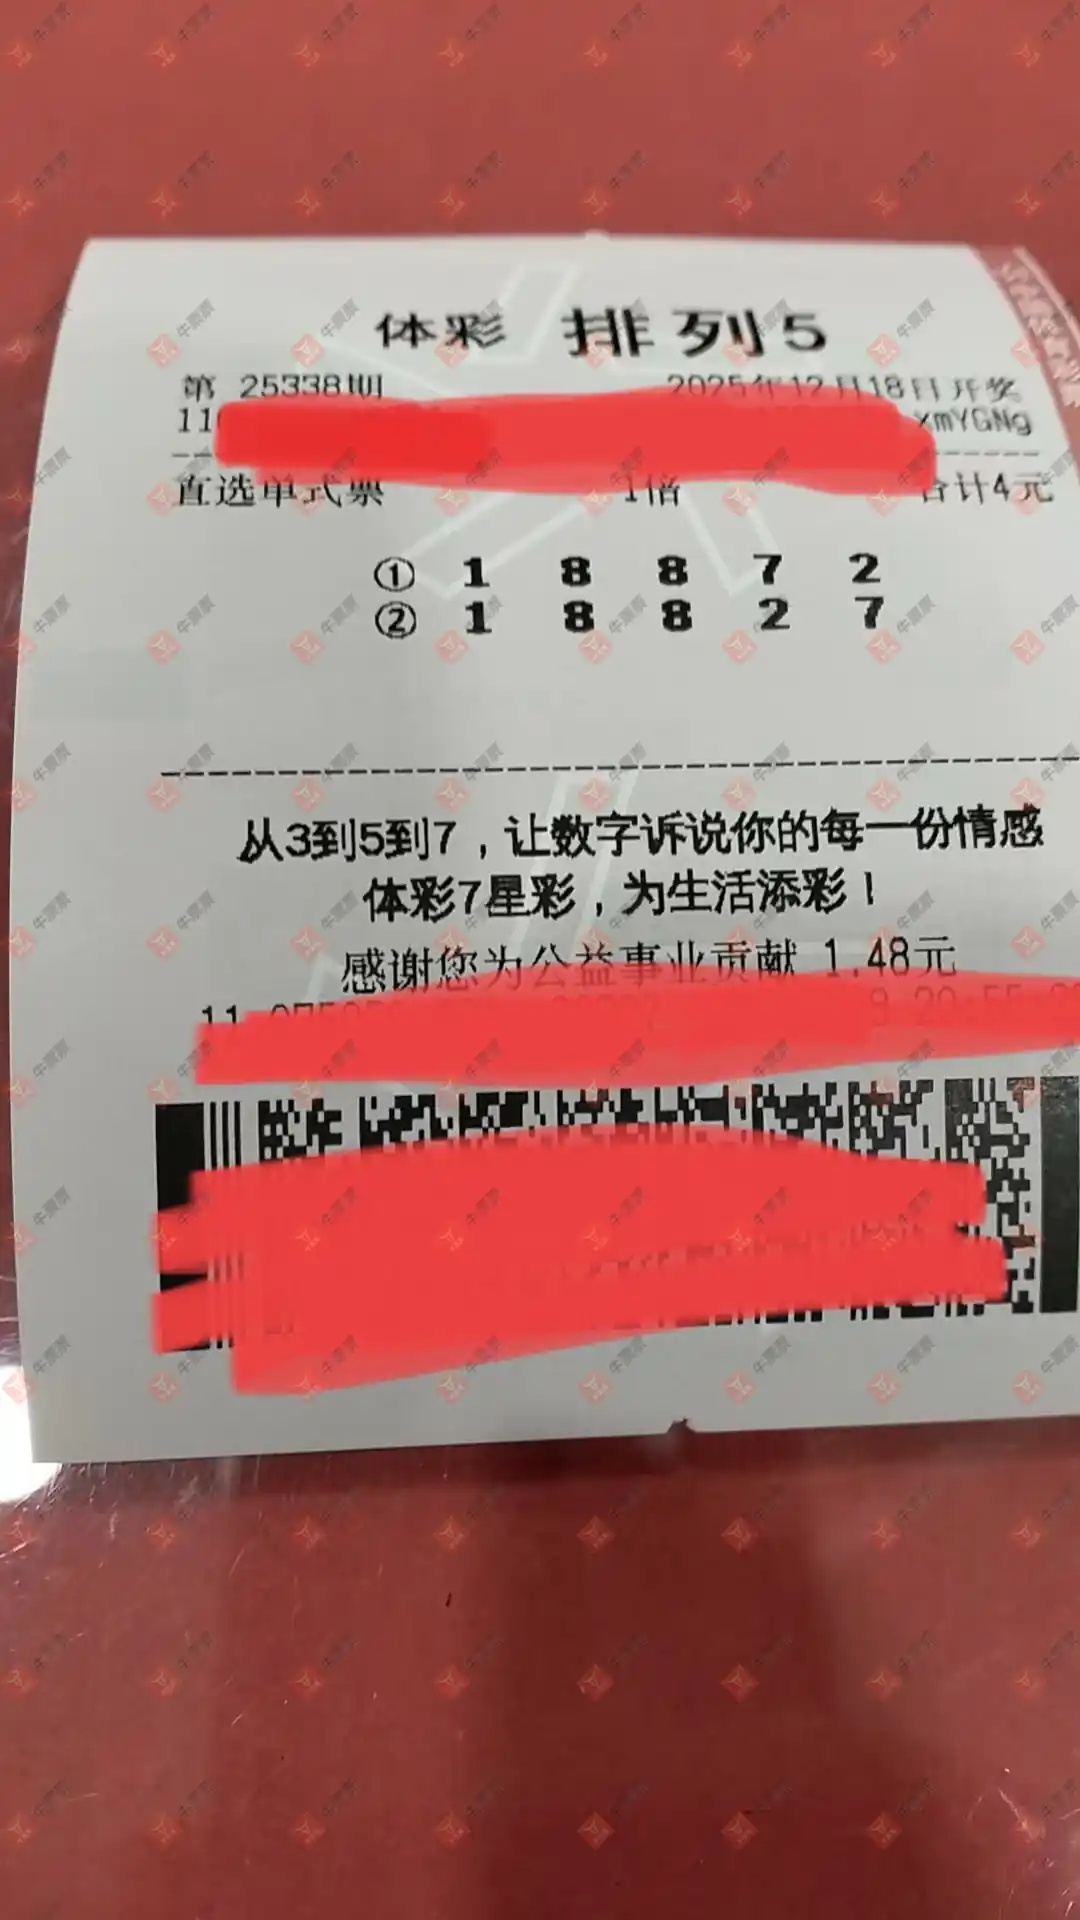 体彩 排列5
第 25338期 2025年12月18日开奖
11 xmYGNg
直选单式票 1倍 合计4元
① 1 8 8 7 2
② 1 8 8 2 7
从3到5到7，让数字诉说你的每一份情感
体彩7星彩，为生活添彩！
感谢您为公益事业贡献 1.48元
11
牛票票